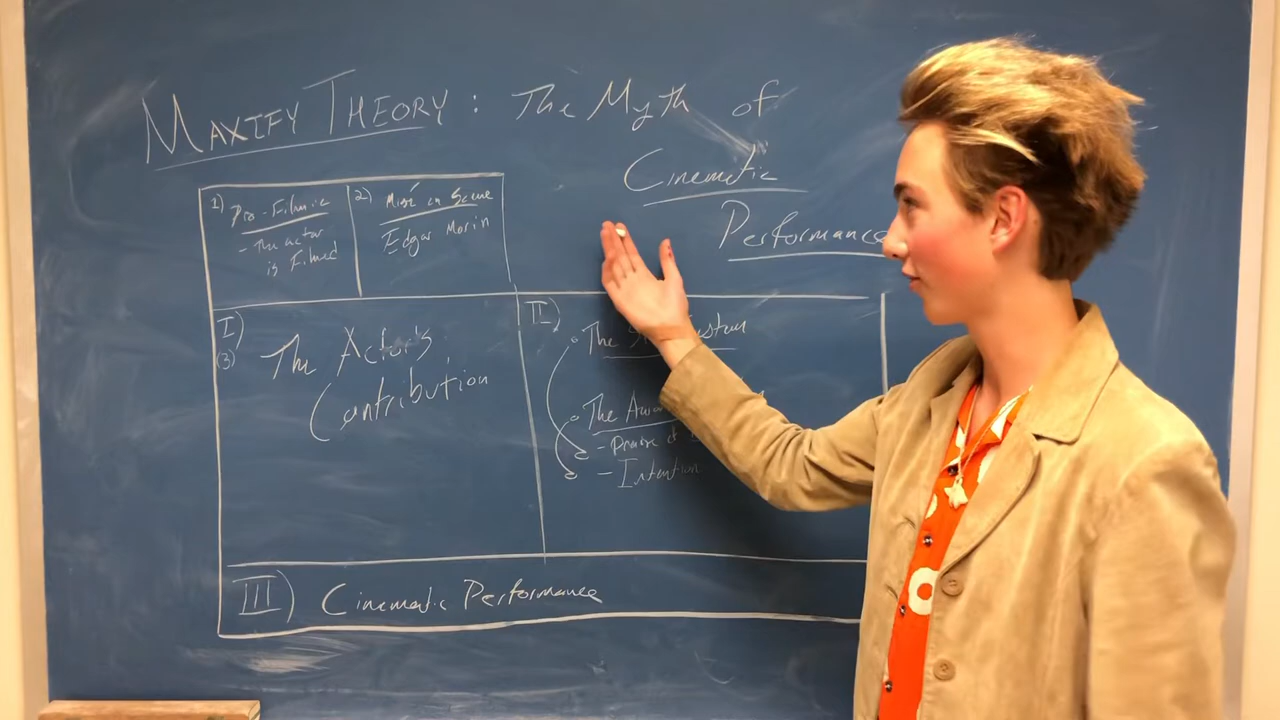 MAXIFY THEORY : The Myth of
Cinematic
Performance
1) Pro-Filmic
- The actor
is Filmed
2) Mise en Scene
Edgar Morin
I)
(3)
The Actor's
Contribution
II)
The
The
- Intention
III) Cinematic Performance